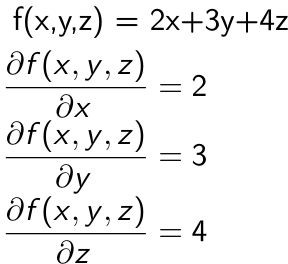 f(x,y,z) = 2x+3y+4z
∂f(x, y, z)/∂x = 2
∂f(x, y, z)/∂y = 3
∂f(x, y, z)/∂z = 4